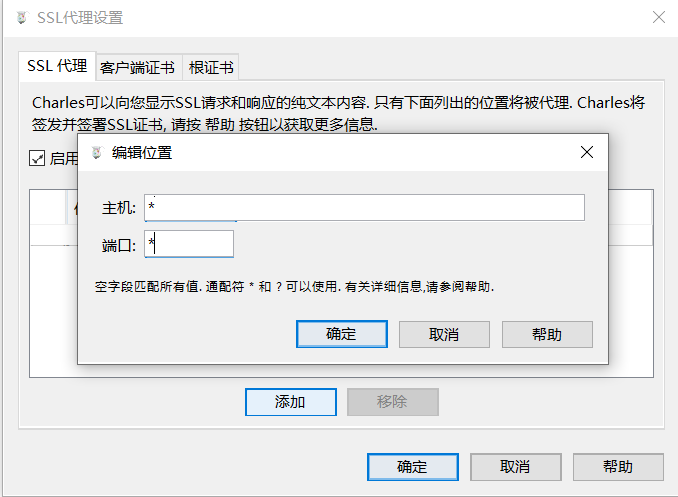 SSL代理设置
SSL 代理
客户端证书
根证书
Charles可以向您显示SSL请求和响应的纯文本内容. 只有下面列出的位置将被代理. Charles将
签发并签署SSL证书, 请按 帮助 按钮以获取更多信息.
启用
编辑位置
主机: *
端口: *
空字段匹配所有值. 通配符 * 和 ? 可以使用. 有关详细信息,请参阅帮助.
确定
取消
帮助
添加
移除
确定
取消
帮助